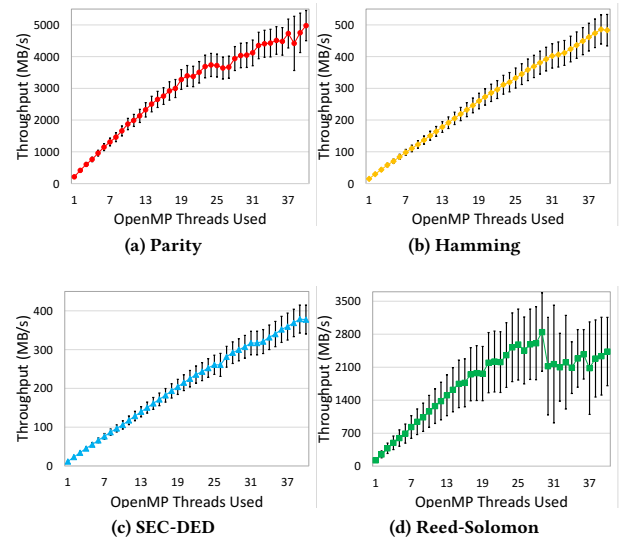 Throughput (MB/s)
5000
4000
3000
2000
1000
0
1 7 13 19 25 31 37
OpenMP Threads Used
(a) Parity
Throughput (MB/s)
500
400
300
200
100
0
1 7 13 19 25 31 37
OpenMP Threads Used
(b) Hamming
Throughput (MB/s)
400
300
200
100
0
1 7 13 19 25 31 37
OpenMP Threads Used
(c) SEC-DED
Throughput (MB/s)
3500
2800
2100
1400
700
0
1 7 13 19 25 31 37
OpenMP Threads Used
(d) Reed-Solomon